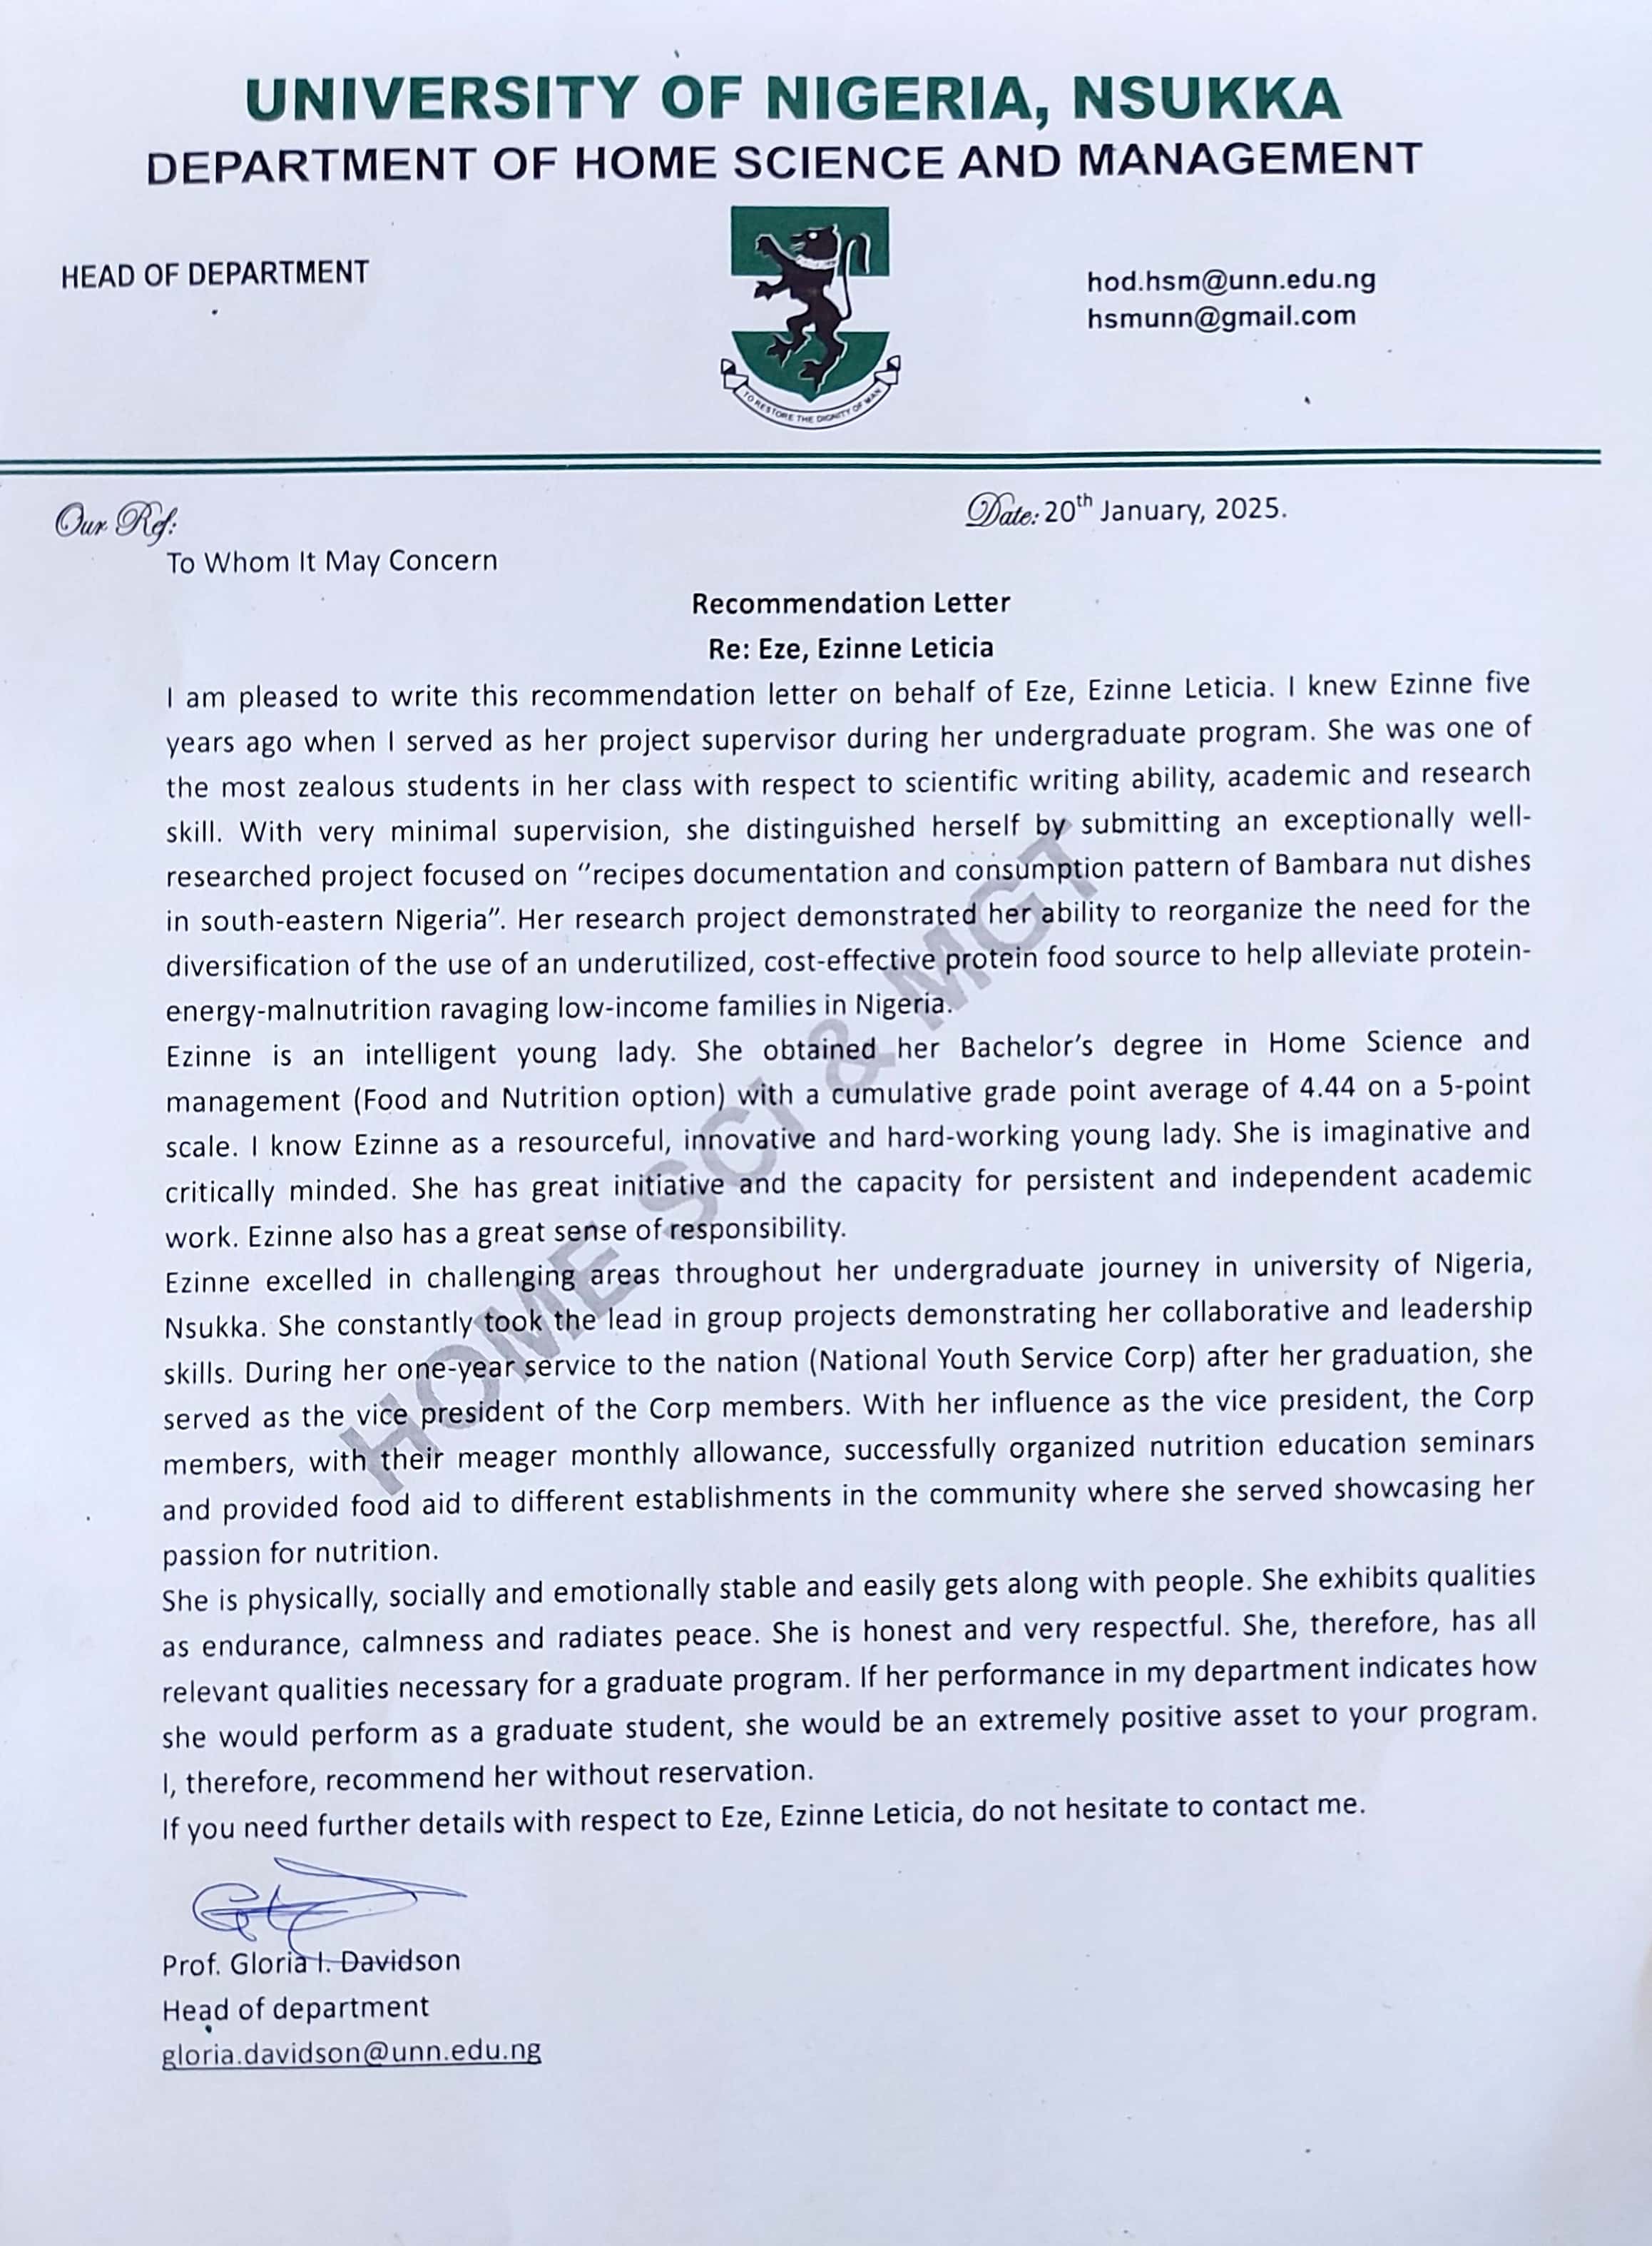 UNIVERSITY OF NIGERIA, NSUKKA
DEPARTMENT OF HOME SCIENCE AND MANAGEMENT
HEAD OF DEPARTMENT
hod.hsm@unn.edu.ng
hsmunn@gmail.com
TO RESTORE THE DIGNITY OF MAN
Our Ref:
Date: 20th January, 2025.
To Whom It May Concern
Recommendation Letter
Re: Eze, Ezinne Leticia
I am pleased to write this recommendation letter on behalf of Eze, Ezinne Leticia. I knew Ezinne five
years ago when I served as her project supervisor during her undergraduate program. She was one of
the most zealous students in her class with respect to scientific writing ability, academic and research
skill. With very minimal supervision, she distinguished herself by submitting an exceptionally well-
researched project focused on “recipes documentation and consumption pattern of Bambara nut dishes
in south-eastern Nigeria”. Her research project demonstrated her ability to reorganize the need for the
diversification of the use of an underutilized, cost-effective protein food source to help alleviate protein-
energy-malnutrition ravaging low-income families in Nigeria.
Ezinne is an intelligent young lady. She obtained her Bachelor’s degree in Home Science and
management (Food and Nutrition option) with a cumulative grade point average of 4.44 on a 5-point
scale. I know Ezinne as a resourceful, innovative and hard-working young lady. She is imaginative and
critically minded. She has great initiative and the capacity for persistent and independent academic
work. Ezinne also has a great sense of responsibility.
Ezinne excelled in challenging areas throughout her undergraduate journey in university of Nigeria,
Nsukka. She constantly took the lead in group projects demonstrating her collaborative and leadership
skills. During her one-year service to the nation (National Youth Service Corp) after her graduation, she
served as the vice president of the Corp members. With her influence as the vice president, the Corp
members, with their meager monthly allowance, successfully organized nutrition education seminars
and provided food aid to different establishments in the community where she served showcasing her
passion for nutrition.
She is physically, socially and emotionally stable and easily gets along with people. She exhibits qualities
as endurance, calmness and radiates peace. She is honest and very respectful. She, therefore, has all
relevant qualities necessary for a graduate program. If her performance in my department indicates how
she would perform as a graduate student, she would be an extremely positive asset to your program.
I, therefore, recommend her without reservation.
If you need further details with respect to Eze, Ezinne Leticia, do not hesitate to contact me.
Prof. Gloria I. Davidson
Head of department
gloria.davidson@unn.edu.ng
HOME SCI & MGT